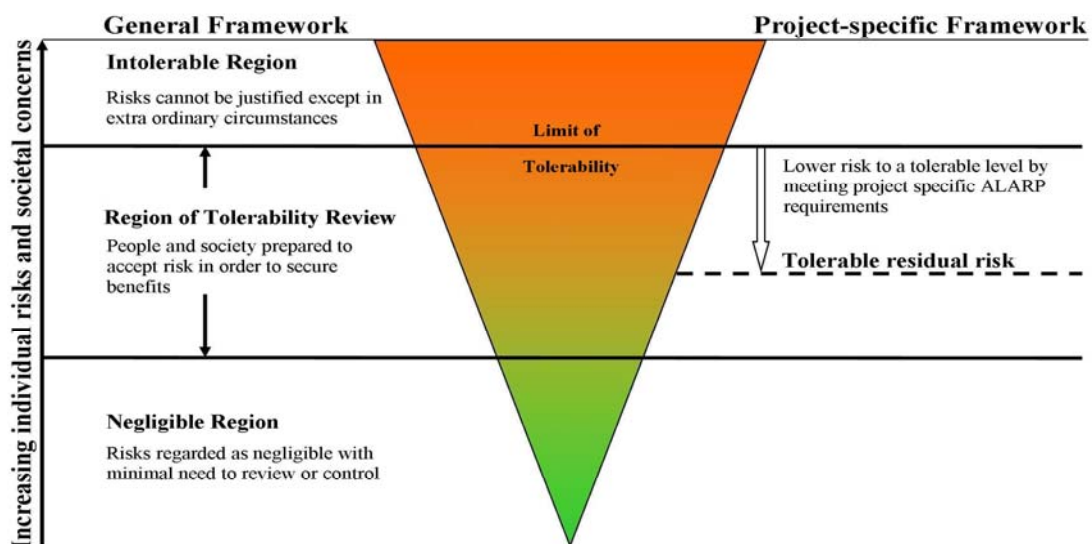 General Framework
Project-specific Framework
Increasing individual risks and societal concerns
Intolerable Region
Risks cannot be justified except in
extra ordinary circumstances
Limit of
Tolerability
Lower risk to a tolerable level by
meeting project specific ALARP
requirements
Region of Tolerability Review
People and society prepared to
accept risk in order to secure
benefits
Tolerable residual risk
Negligible Region
Risks regarded as negligible with
minimal need to review or control